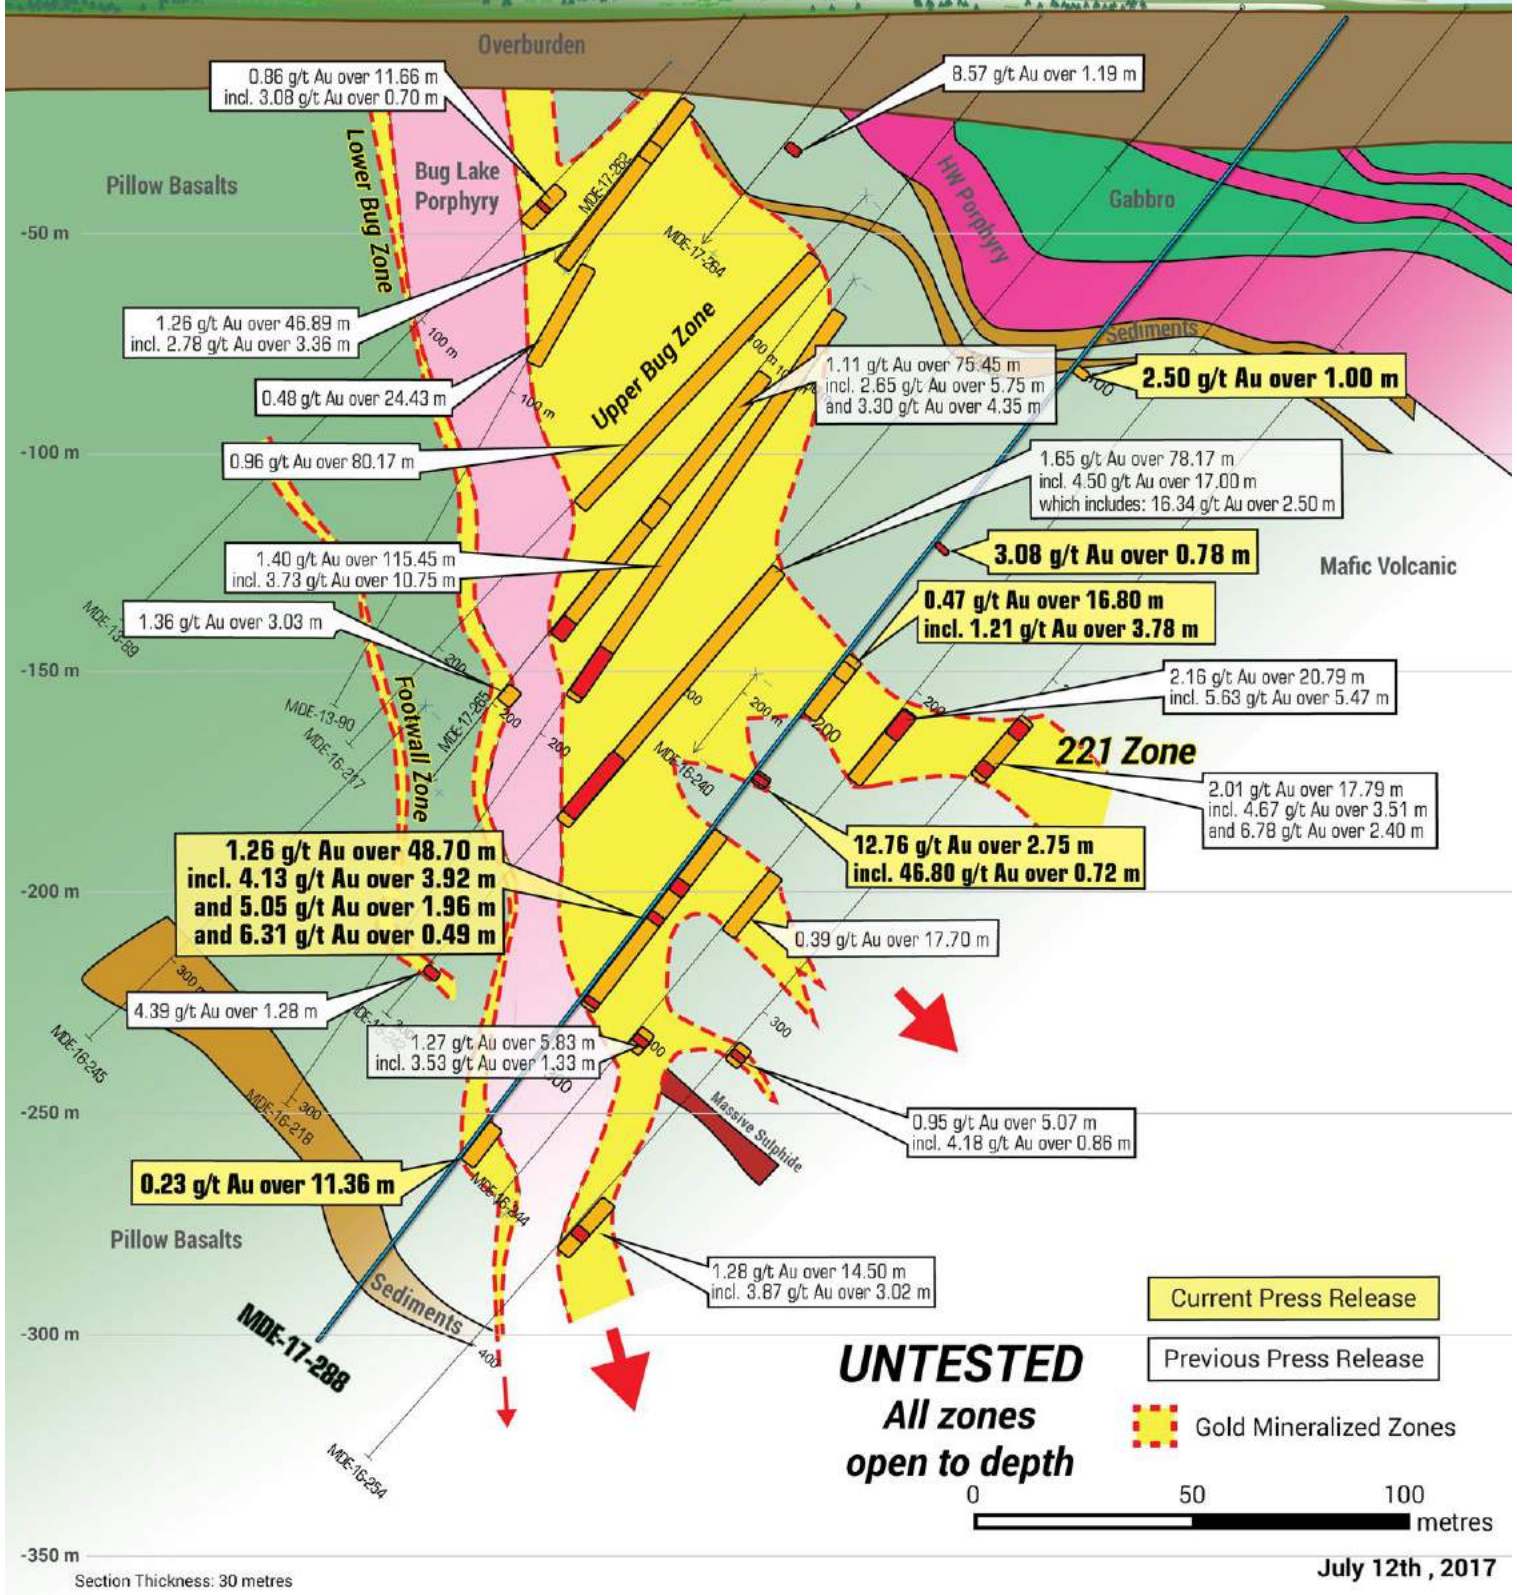 Overburden
0.86 g/t Au over 11.66 m
incl. 3.08 g/t Au over 0.70 m
8.57 g/t Au over 1.19 m
Pillow Basalts
Lower Bug Zone
Bug Lake
Porphyry
MDE-17-262
MDE-17-264
HW Porphyry
Gabbro
-50 m
1.26 g/t Au over 46.89 m
incl. 2.78 g/t Au over 3.36 m
100 m
Upper Bug Zone
100 m
Sediments
1.11 g/t Au over 75.45 m
incl. 2.65 g/t Au over 5.75 m
and 3.30 g/t Au over 4.35 m
2.50 g/t Au over 1.00 m
100
0.48 g/t Au over 24.43 m
100 m
-100 m
0.96 g/t Au over 80.17 m
1.65 g/t Au over 78.17 m
incl. 4.50 g/t Au over 17.00 m
which includes: 16.34 g/t Au over 2.50 m
3.08 g/t Au over 0.78 m
Mafic Volcanic
1.40 g/t Au over 115.45 m
incl. 3.73 g/t Au over 10.75 m
0.47 g/t Au over 16.80 m
incl. 1.21 g/t Au over 3.78 m
MDE-13-89
1.36 g/t Au over 3.03 m
200
-150 m
2.16 g/t Au over 20.79 m
incl. 5.63 g/t Au over 5.47 m
Footwall Zone
MDE-13-90
MDE-16-217
MDE-17-265
200
200
200 m
200
200
MDE-16-240
221 Zone
2.01 g/t Au over 17.79 m
incl. 4.67 g/t Au over 3.51 m
and 6.78 g/t Au over 2.40 m
1.26 g/t Au over 48.70 m
incl. 4.13 g/t Au over 3.92 m
and 5.05 g/t Au over 1.96 m
and 6.31 g/t Au over 0.49 m
12.76 g/t Au over 2.75 m
incl. 46.80 g/t Au over 0.72 m
-200 m
0.39 g/t Au over 17.70 m
300 m
4.39 g/t Au over 1.28 m
MDE-16-245
1.27 g/t Au over 5.83 m
incl. 3.53 g/t Au over 1.33 m
300
300
MDE-16-218
300
-250 m
Massive Sulphide
0.95 g/t Au over 5.07 m
incl. 4.18 g/t Au over 0.86 m
0.23 g/t Au over 11.36 m
MDE-16-244
Pillow Basalts
1.28 g/t Au over 14.50 m
incl. 3.87 g/t Au over 3.02 m
Sediments
-300 m
MDE-17-288
400
MDE-16-254
UNTESTED
All zones
open to depth
Current Press Release
Previous Press Release
Gold Mineralized Zones
0 50 100
metres
-350 m
Section Thickness: 30 metres
July 12th , 2017